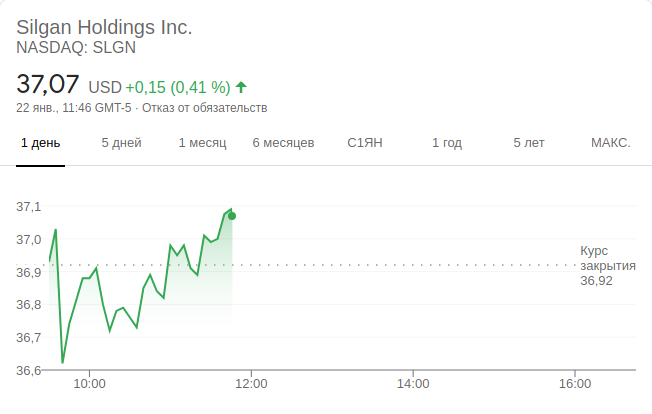 Silgan Holdings Inc.
NASDAQ: SLGN
37,07 USD +0,15 (0,41 %)
22 янв., 11:46 GMT-5 · Отказ от обязательств
1 день 5 дней 1 месяц 6 месяцев С1ЯН 1 год 5 лет МАКС.
37,1
37,0
36,9
36,8
36,7
36,6
Курс
закрытия
36,92
10:00 12:00 14:00 16:00